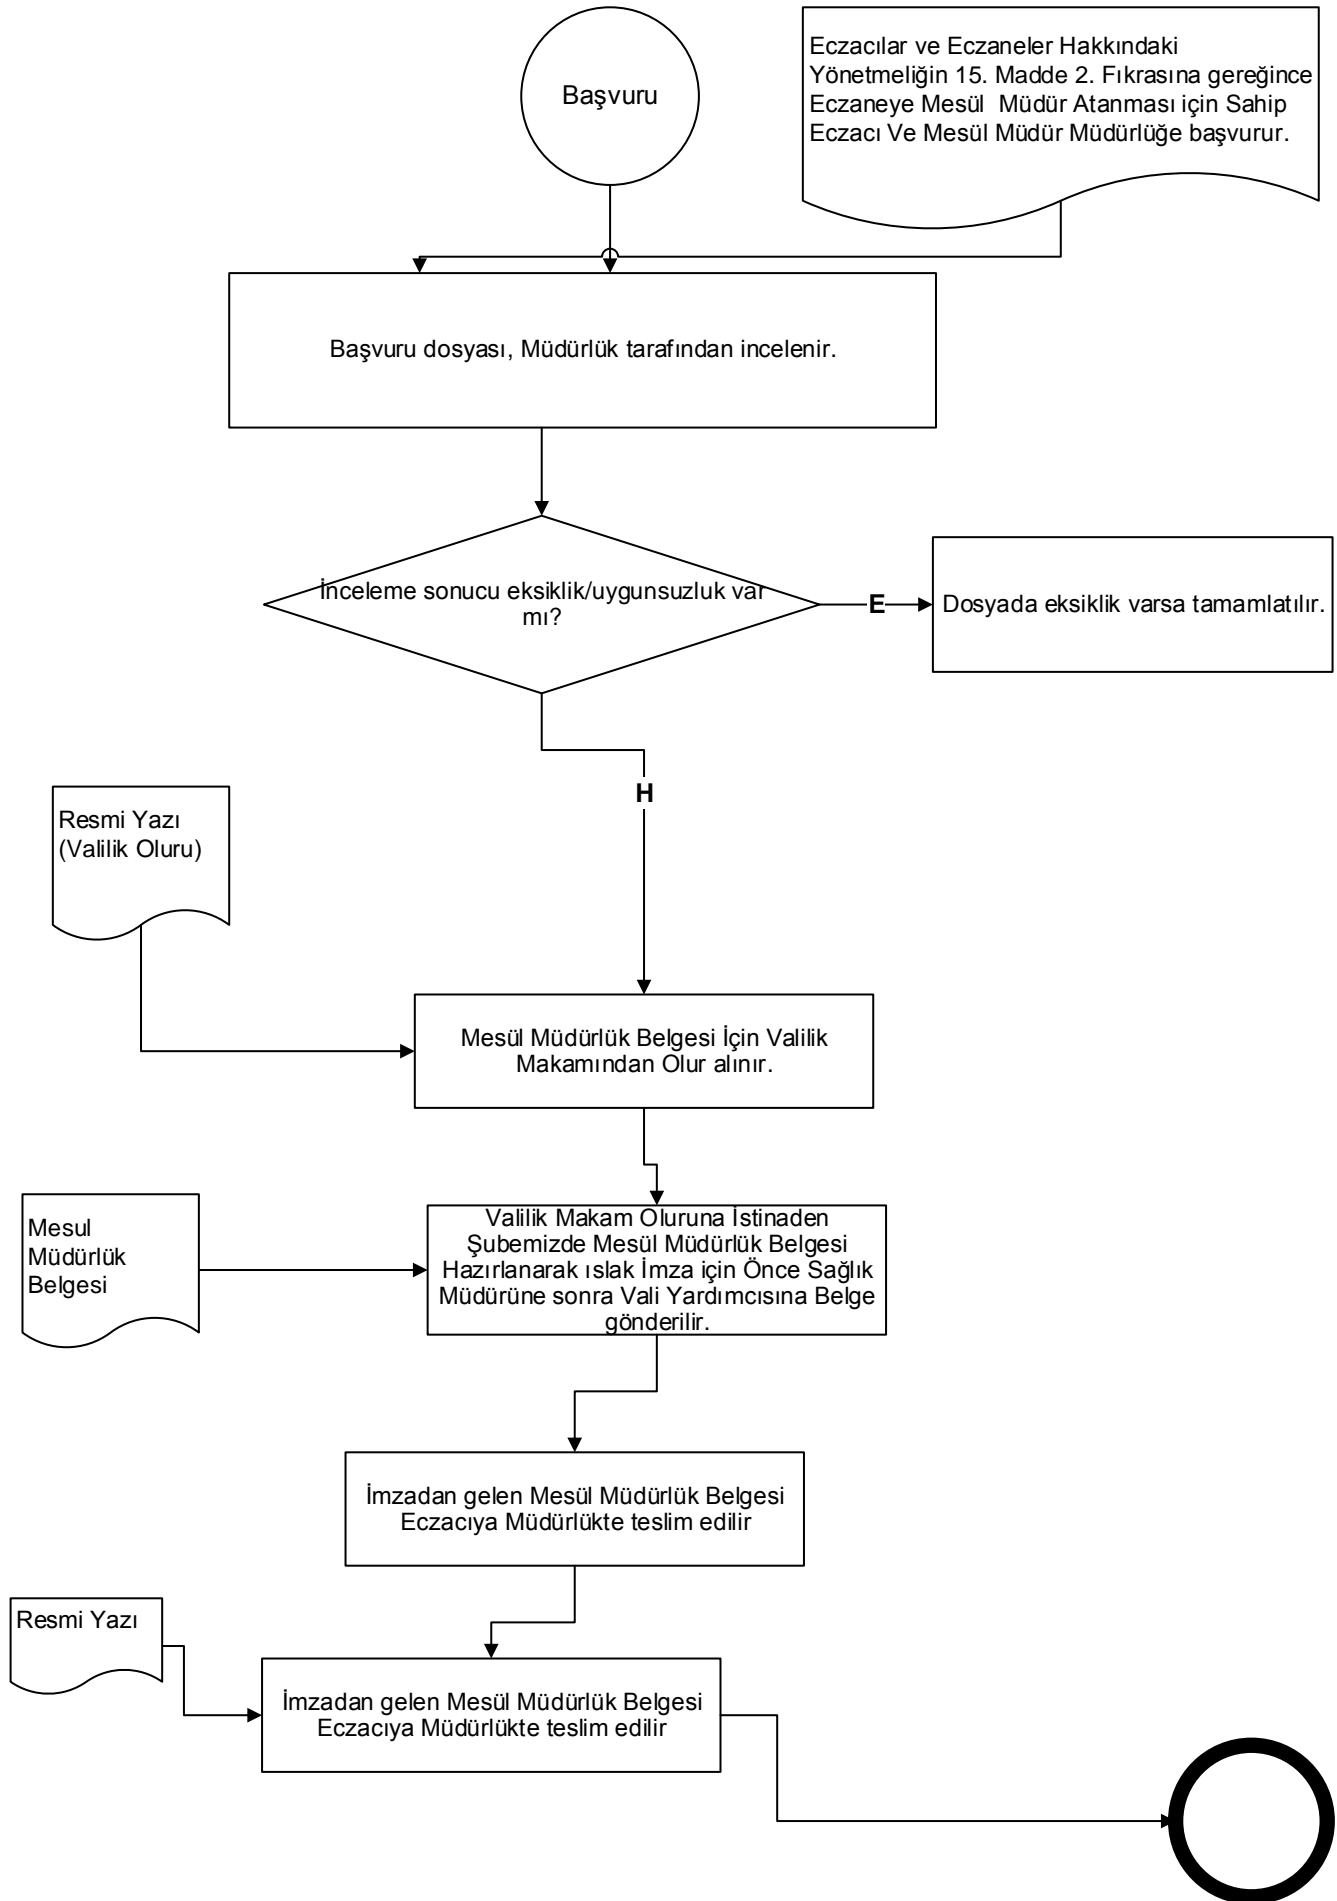 Başvuru
Eczacılar ve Eczaneler Hakkındaki
Yönetmeliğin 15. Madde 2. Fıkrasına gereğince
Eczaneye Mesül  Müdür Atanması için Sahip
Eczacı Ve Mesül Müdür Müdürlüğe başvurur.
Başvuru dosyası, Müdürlük tarafından incelenir.
İnceleme sonucu eksiklik/uygunsuzluk var
mı?
E
Dosyada eksiklik varsa tamamlatılır.
H
Resmi Yazı
(Valilik Oluru)
Mesül Müdürlük Belgesi İçin Valilik
Makamından Olur alınır.
Mesul
Müdürlük
Belgesi
Valilik Makam Oluruna İstinaden
Şubemizde Mesül Müdürlük Belgesi
Hazırlanarak ıslak İmza için Önce Sağlık
Müdürüne sonra Vali Yardımcısına Belge
gönderilir.
İmzadan gelen Mesül Müdürlük Belgesi
Eczacıya Müdürlükte teslim edilir
Resmi Yazı
İmzadan gelen Mesül Müdürlük Belgesi
Eczacıya Müdürlükte teslim edilir